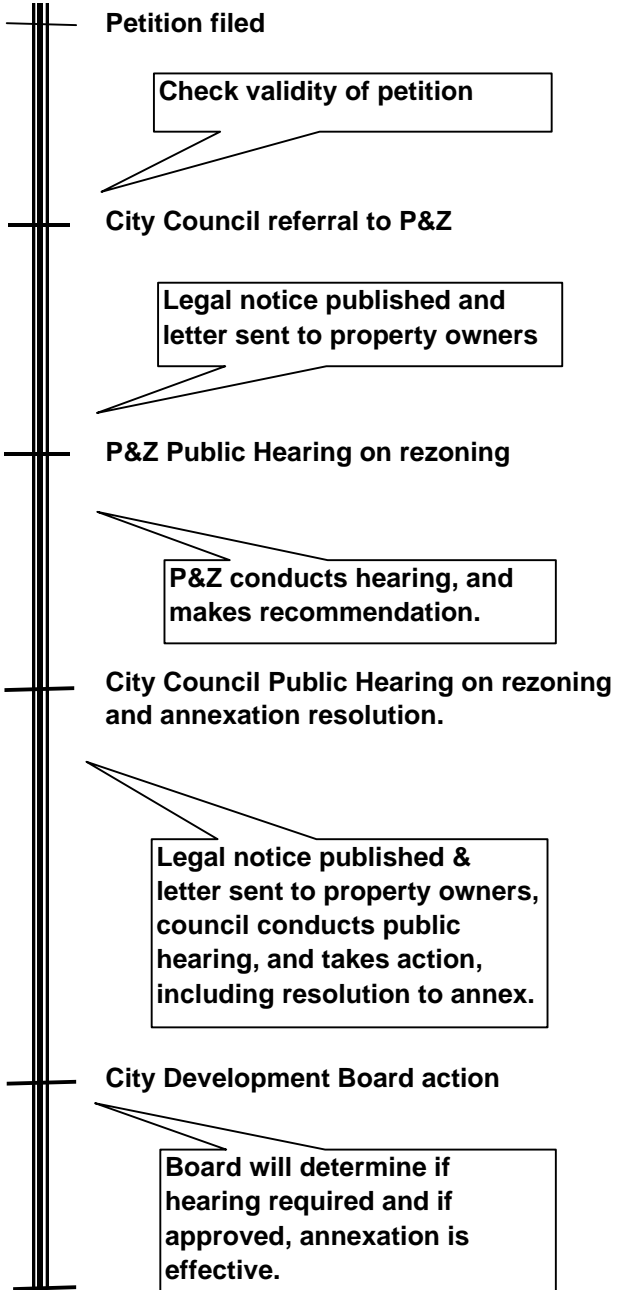 Petition filed
Check validity of petition
City Council referral to P&Z
Legal notice published and
letter sent to property owners
P&Z Public Hearing on rezoning
P&Z conducts hearing, and
makes recommendation.
City Council Public Hearing on rezoning
and annexation resolution.
Legal notice published &
letter sent to property owners,
council conducts public
hearing, and takes action,
including resolution to annex.
City Development Board action
Board will determine if
hearing required and if
approved, annexation is
effective.